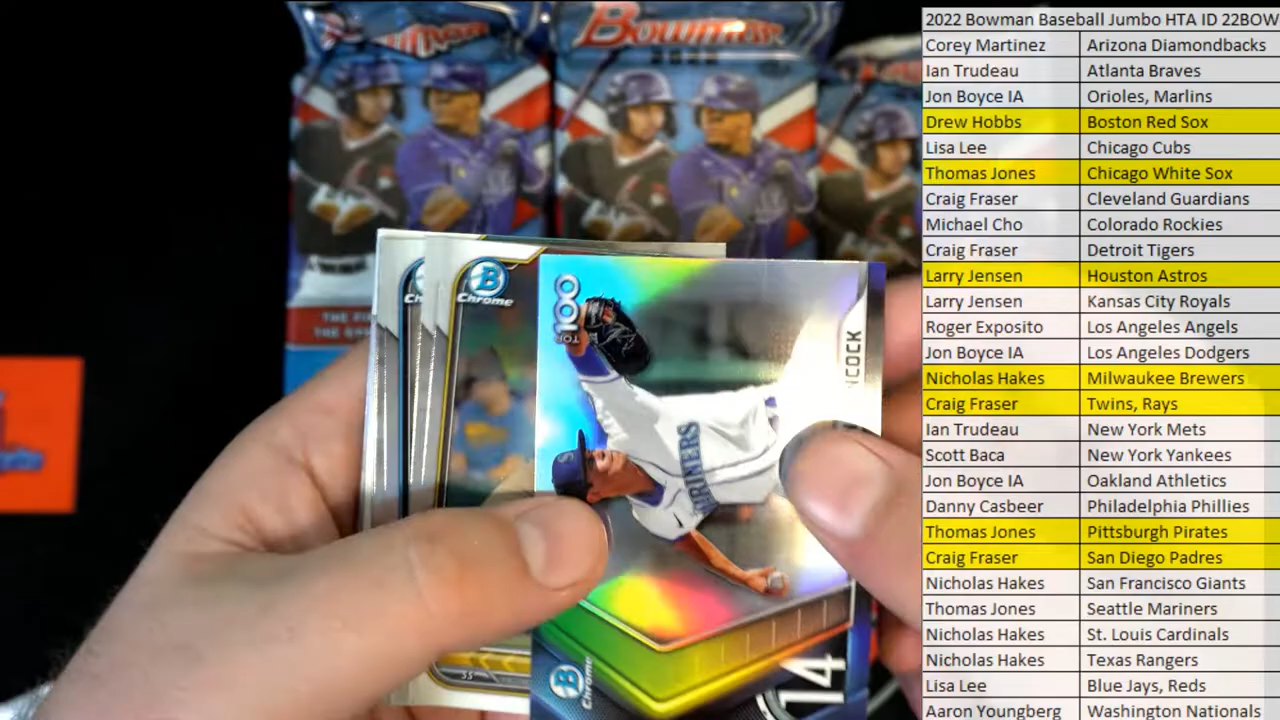 Bowman
2022
2022 Bowman Baseball Jumbo HTA ID 22BOW
Corey Martinez Arizona Diamondbacks
Ian Trudeau Atlanta Braves
Jon Boyce IA Orioles, Marlins
Drew Hobbs Boston Red Sox
Lisa Lee Chicago Cubs
Thomas Jones Chicago White Sox
Craig Fraser Cleveland Guardians
Michael Cho Colorado Rockies
Craig Fraser Detroit Tigers
Larry Jensen Houston Astros
Larry Jensen Kansas City Royals
Roger Exposito Los Angeles Angels
Jon Boyce IA Los Angeles Dodgers
Nicholas Hakes Milwaukee Brewers
Craig Fraser Twins, Rays
Ian Trudeau New York Mets
Scott Baca New York Yankees
Jon Boyce IA Oakland Athletics
Danny Casbeer Philadelphia Phillies
Thomas Jones Pittsburgh Pirates
Craig Fraser San Diego Padres
Nicholas Hakes San Francisco Giants
Thomas Jones Seattle Mariners
Nicholas Hakes St. Louis Cardinals
Nicholas Hakes Texas Rangers
Lisa Lee Blue Jays, Reds
Aaron Youngberg Washington Nationals
B
Chrome
TOP 100
NCOCK
MARINERS
B
Chrome
14